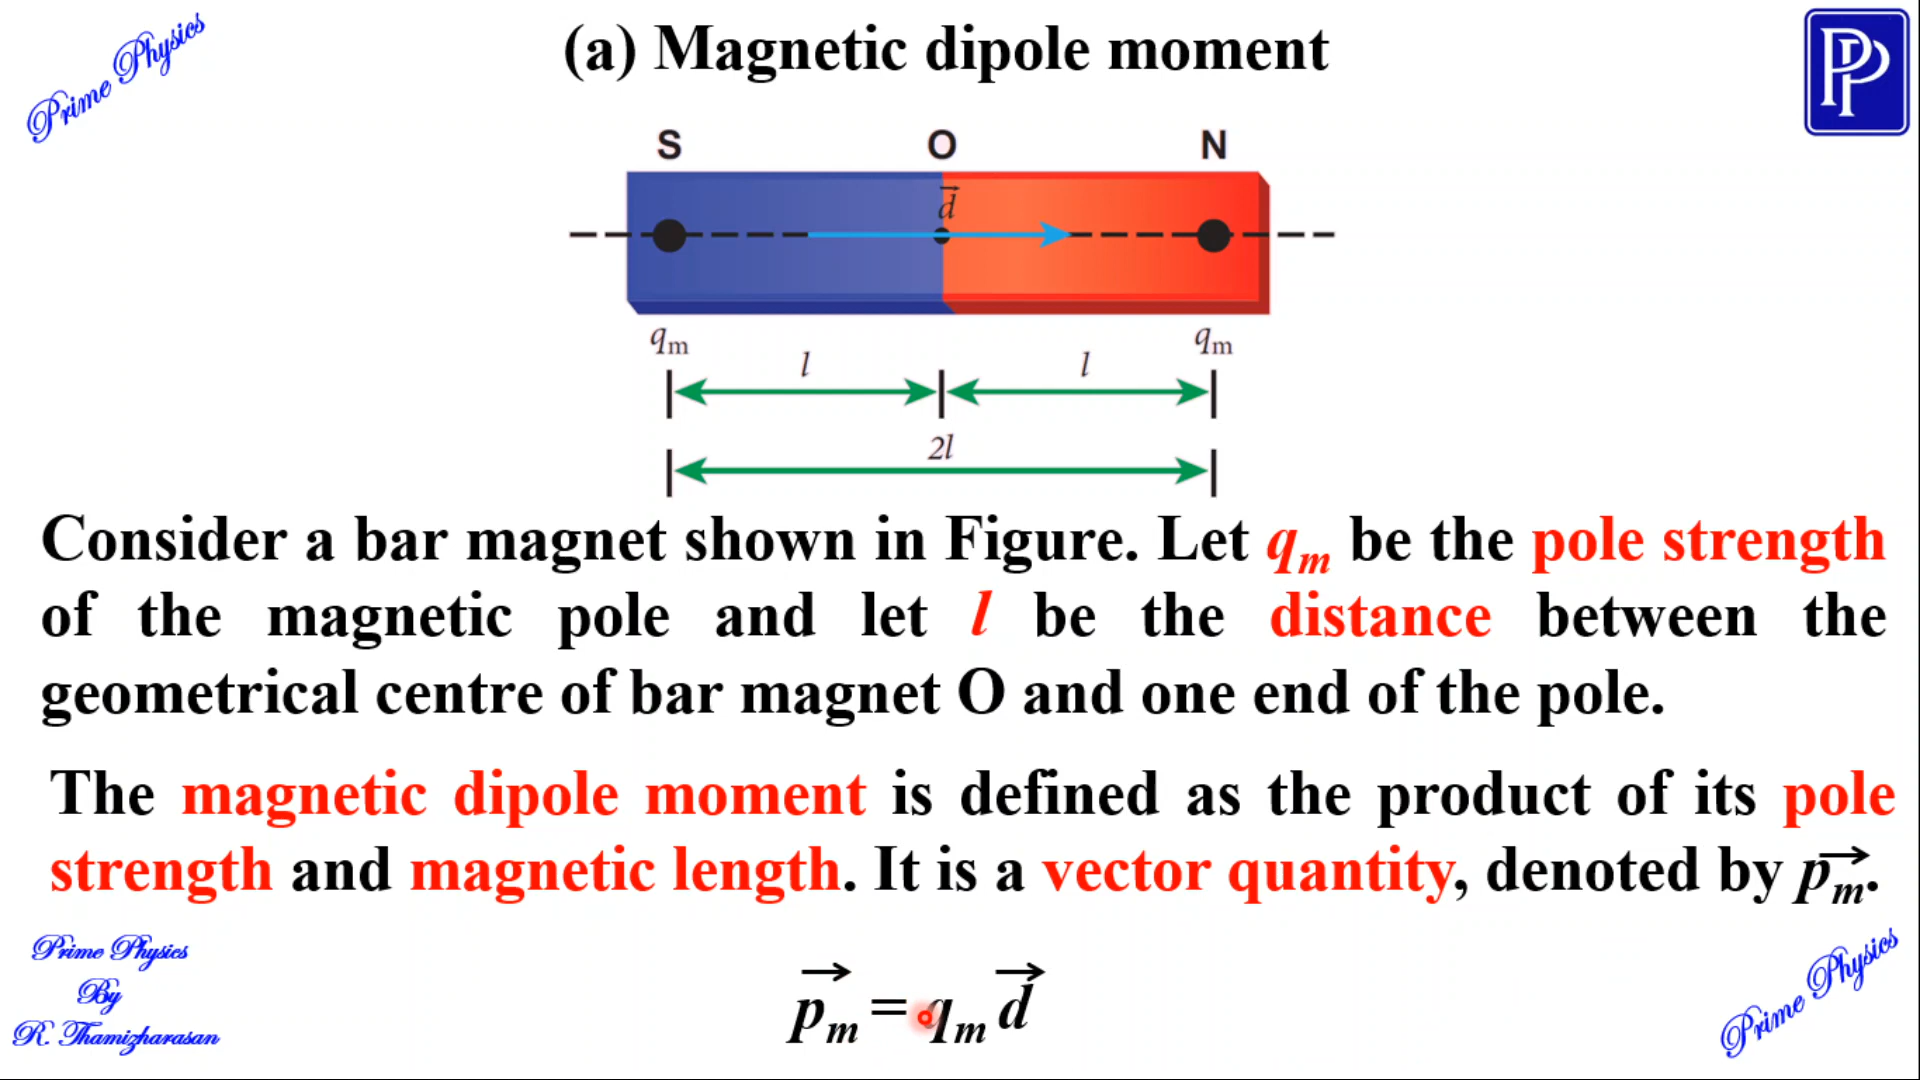 Prime Physics
(a) Magnetic dipole moment
PP
S O N
d⃗
qₘ qₘ
l l
2l
Consider a bar magnet shown in Figure. Let qₘ be the pole strength
of the magnetic pole and let l be the distance between the
geometrical centre of bar magnet O and one end of the pole.
The magnetic dipole moment is defined as the product of its pole
strength and magnetic length. It is a vector quantity, denoted by p⃗ₘ.
Prime Physics
By
R. Thamizharasan
p⃗ₘ = qₘ d⃗
Prime Physics